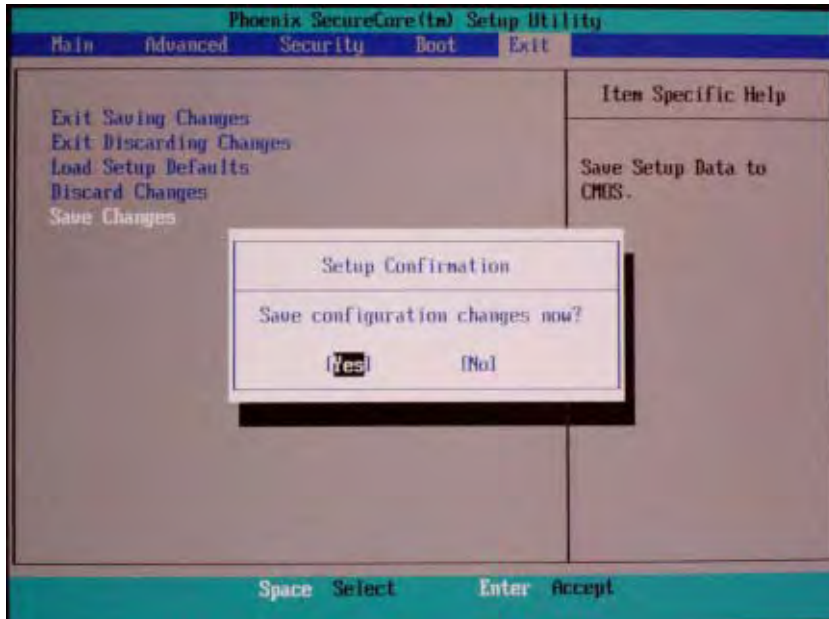 Phoenix SecureCore(tm) Setup Utility
Main Advanced Security Boot Exit
Item Specific Help
Exit Saving Changes
Exit Discarding Changes
Load Setup Defaults
Discard Changes
Save Changes
Save Setup Data to
CMOS.
Setup Confirmation
Save configuration changes now?
[Yes] [No]
Space Select Enter Accept